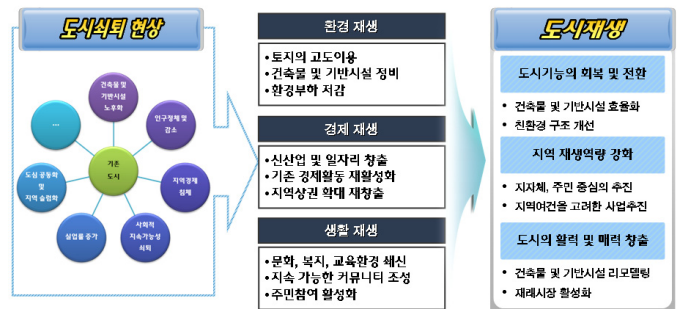 도시쇠퇴 현상
건축물 및
기반시설
노후화
인구정체 및
감소
지역경제
침체
사회적
지속가능성
쇠퇴
실업률 증가
도심 공동화
및
지역 슬럼화
...
기존
도시
환경 재생
• 토지의 고도이용
• 건축물 및 기반시설 정비
• 환경부하 저감
경제 재생
• 신산업 및 일자리 창출
• 기존 경제활동 재활성화
• 지역상권 확대 재창출
생활 재생
• 문화, 복지, 교육환경 쇄신
• 지속 가능한 커뮤니티 조성
• 주민참여 활성화
도시재생
도시기능의 회복 및 전환
• 건축물 및 기반시설 효율화
• 친환경 구조 개선
지역 재생역량 강화
• 지자체, 주민 중심의 추진
• 지역여건을 고려한 사업추진
도시의 활력 및 매력 창출
• 건축물 및 기반시설 리모델링
• 재래시장 활성화